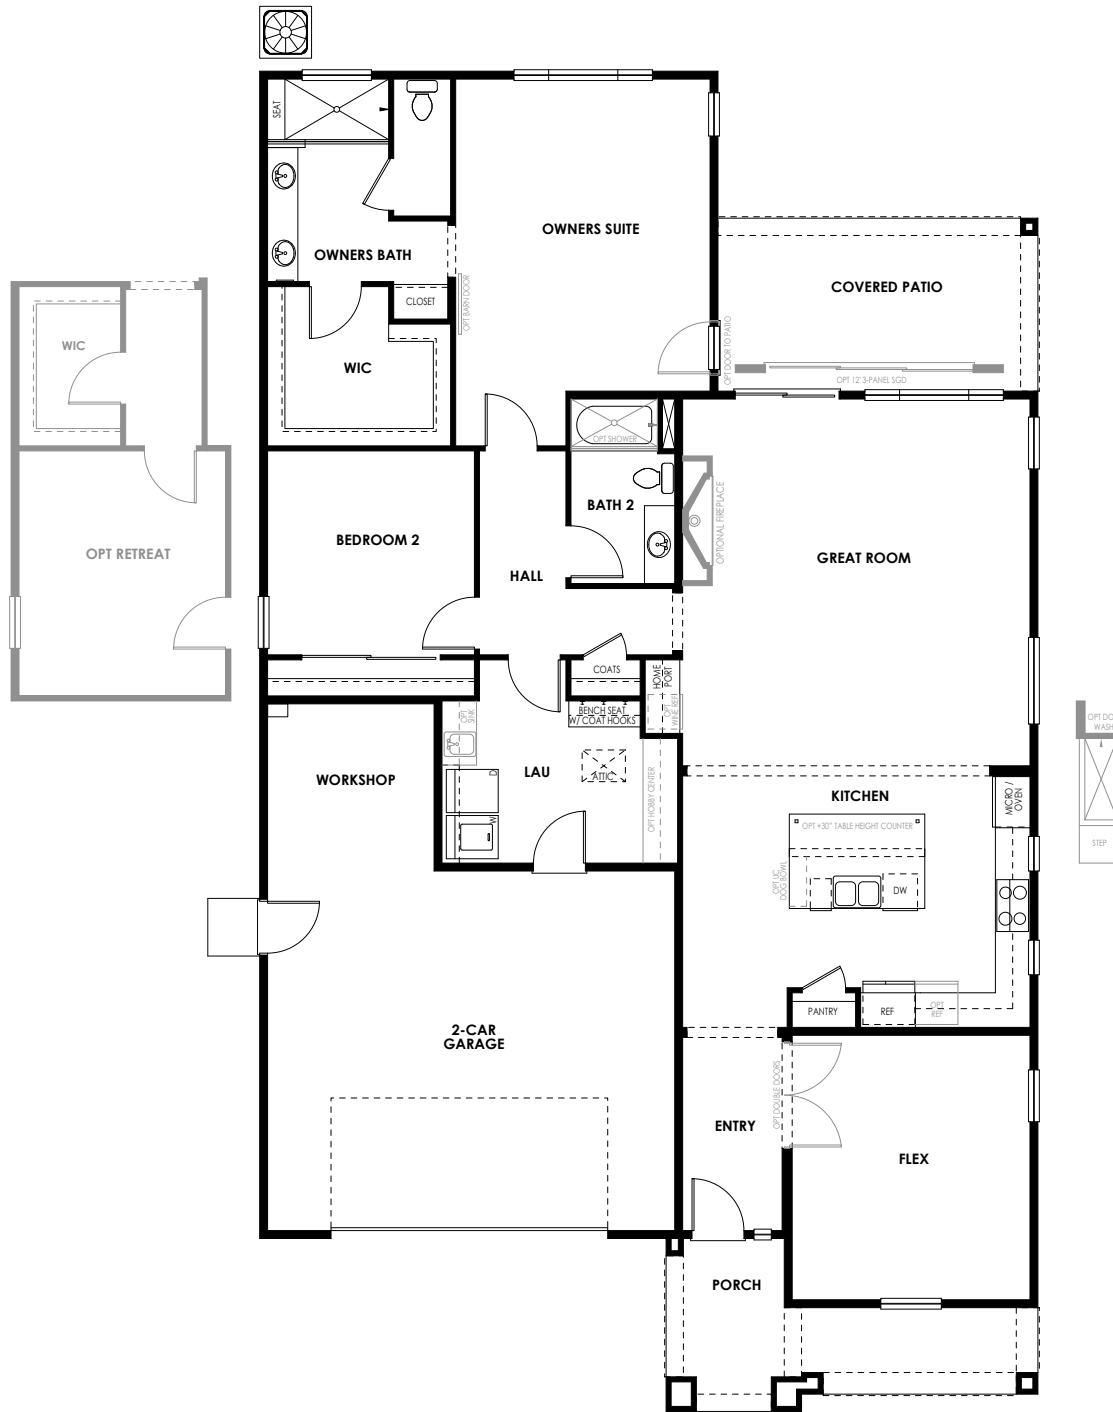 SEAT
OWNERS SUITE
OWNERS BATH
COVERED PATIO
CLOSET
OPT BARN DOOR
WIC
WIC
OPT DOOR TO PATIO
OPT 12' 3-PANEL SGD
OPT SHOWER
BATH 2
OPTIONAL FIREPLACE
BEDROOM 2
OPT RETREAT
GREAT ROOM
HALL
COATS
HOME
PORT
OPT
WINE REF
BENCH SEAT
W/ COAT HOOKS
OPT
SINK
OPT DO
WASH
WORKSHOP
LAU
ATTIC
D
W
OPT HOBBY CENTER
KITCHEN
MICRO /
OVEN
OPT +30" TABLE HEIGHT COUNTER
STEP
OPT UC
DOG BOWL
DW
PANTRY
REF
OPT
REF
2-CAR
GARAGE
OPT DOUBLE DOORS
ENTRY
FLEX
PORCH